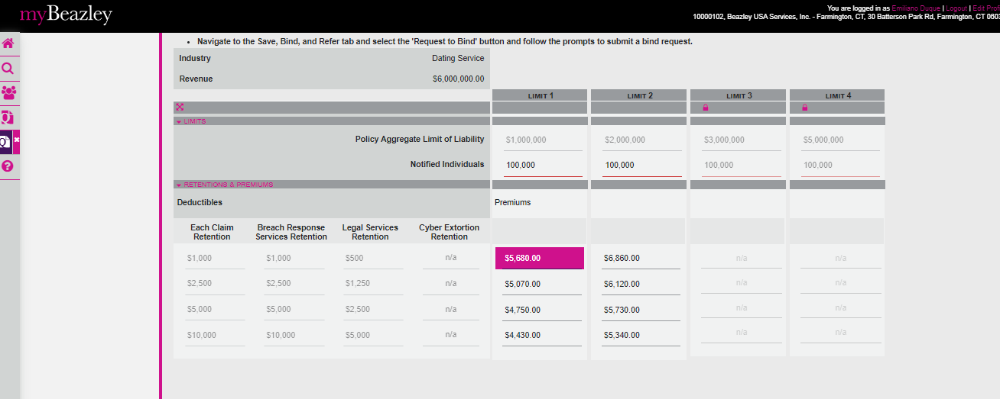 myBeazley
You are logged in as Emiliano Duque | Logout | Edit Prof
10000102, Beazley USA Services, Inc. - Farmington, CT, 30 Batterson Park Rd, Farmington, CT 060
• Navigate to the Save, Bind, and Refer tab and select the 'Request to Bind' button and follow the prompts to submit a bind request.
Industry Dating Service
Revenue $6,000,000.00
LIMIT 1 LIMIT 2 LIMIT 3 LIMIT 4
LIMITS
Policy Aggregate Limit of Liability $1,000,000 $2,000,000 $3,000,000 $5,000,000
Notified Individuals 100,000 100,000 100,000 100,000
RETENTIONS & PREMIUMS
Deductibles Premiums
Each Claim Breach Response Legal Services Cyber Extortion
Retention Services Retention Retention Retention
$1,000 $1,000 $500 n/a $5,680.00 $6,860.00 n/a n/a
$2,500 $2,500 $1,250 n/a $5,070.00 $6,120.00 n/a n/a
$5,000 $5,000 $2,500 n/a $4,750.00 $5,730.00 n/a n/a
$10,000 $10,000 $5,000 n/a $4,430.00 $5,340.00 n/a n/a